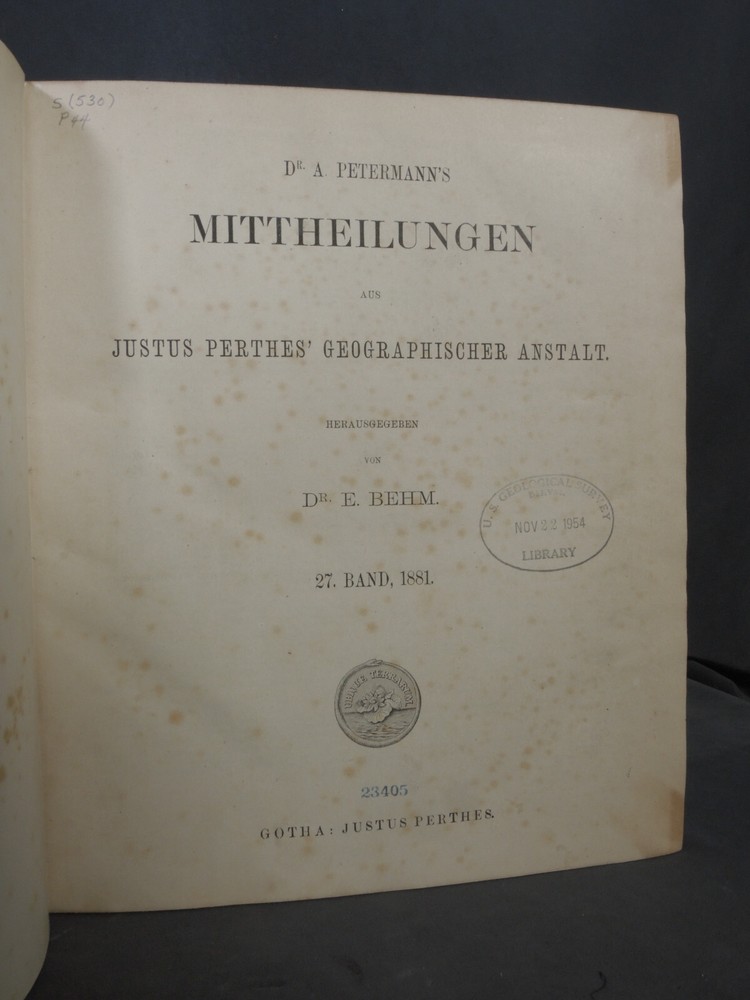 5 (530)
P44
DR. A. PETERMANN'S
MITTHEILUNGEN
AUS
JUSTUS PERTHES' GEOGRAPHISCHER ANSTALT.
HERAUSGEGEBEN
VON
DR. E. BEHM.
U. S. GEOLOGICAL SURVEY
NOV 22 1954
LIBRARY
27. BAND, 1881.
TERRARUM
23405
GOTHA: JUSTUS PERTHES.